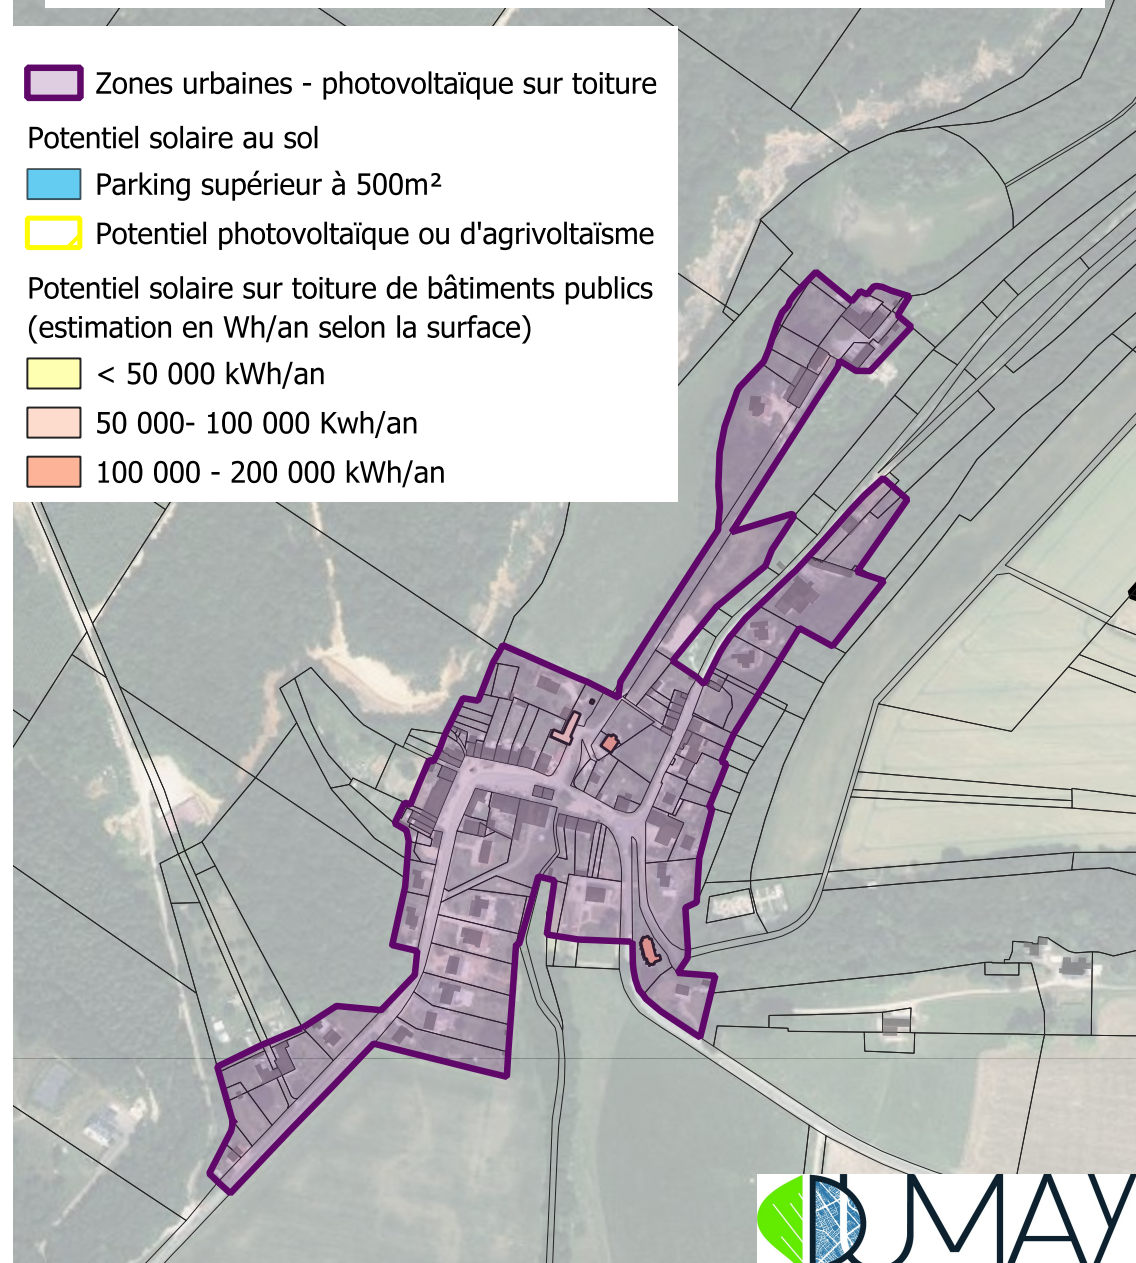 Zones urbaines - photovoltaïque sur toiture
Potentiel solaire au sol
Parking supérieur à 500m²
Potentiel photovoltaïque ou d'agrivoltaïsme
Potentiel solaire sur toiture de bâtiments publics
(estimation en Wh/an selon la surface)
< 50 000 kWh/an
50 000- 100 000 Kwh/an
100 000 - 200 000 kWh/an
DUMAY